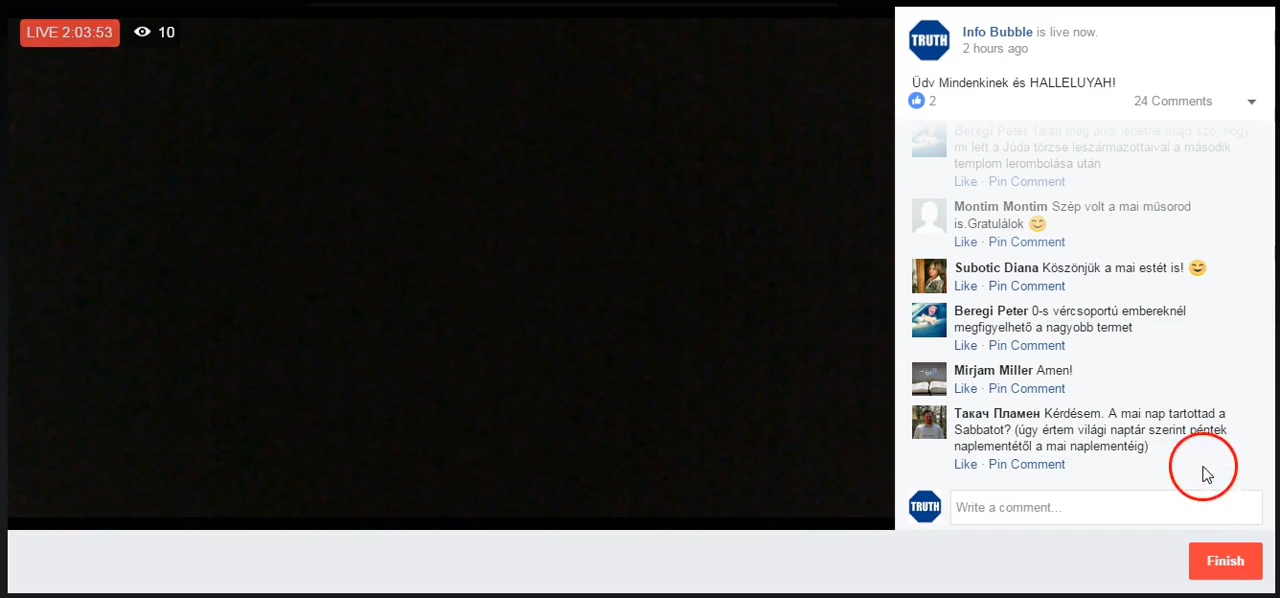 LIVE 2:03:53 10
TRUTH
Info Bubble is live now.
2 hours ago
Üdv Mindenkinek és HALLELUYAH!
2 24 Comments
Beregi Peter Talán még arról lehetne majd szó, hogy
mi lett a Júda törzse leszármazottaival a második
templom lerombolása után
Like · Pin Comment
Montim Montim Szép volt a mai műsorod
is.Gratulálok
Like · Pin Comment
Subotic Diana Köszönjük a mai estét is!
Like · Pin Comment
Beregi Peter 0-s vércsoportú embereknél
megfigyelhető a nagyobb termet
Like · Pin Comment
Mirjam Miller Amen!
Like · Pin Comment
Такач Пламен Kérdésem. A mai nap tartottad a
Sabbatot? (úgy értem világi naptár szerint péntek
naplementétől a mai naplementéig)
Like · Pin Comment
TRUTH
Write a comment...
Finish